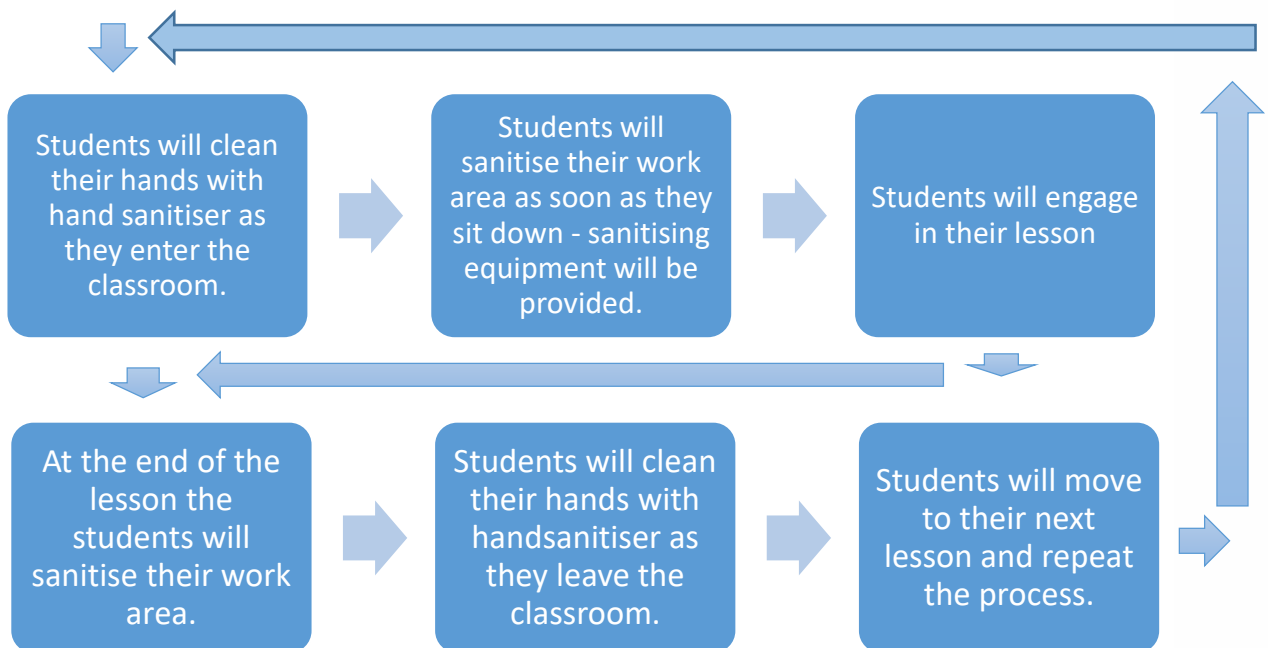 Students will clean
their hands with
hand sanitiser as
they enter the
classroom.
Students will
sanitise their work
area as soon as they
sit down - sanitising
equipment will be
provided.
Students will engage
in their lesson
At the end of the
lesson the
students will
sanitise their work
area.
Students will clean
their hands with
handsanitiser as
they leave the
classroom.
Students will move
to their next
lesson and repeat
the process.